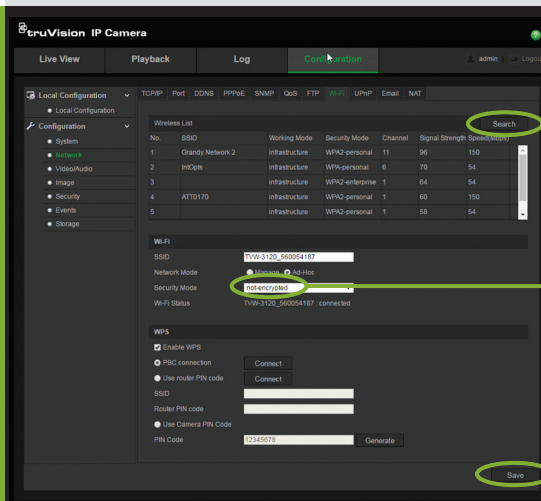 truVision IP Camera
Live View Playback Log Configuration admin Logout
Local Configuration
Local Configuration
Configuration
System
Network
Video/Audio
Image
Security
Events
Storage
TCP/IP Port DDNS PPPoE SNMP QoS FTP Wi-Fi UPnP Email NAT
Wireless List
Search
No. SSID Working Mode Security Mode Channel Signal Strength Speed(Mbps)
1 Grandy Network 2 infrastructure WPA2-personal 11 96 150
2 IntOpts infrastructure WPA-personal 6 70 54
3 infrastructure WPA2-enterprise 1 64 54
4 ATT0170 infrastructure WPA2-personal 1 60 150
5 infrastructure WPA2-personal 1 58 54
Wi-Fi
SSID TVW-3120_560054187
Network Mode Manage Ad-Hoc
Security Mode not-encrypted
Wi-Fi Status TVW-3120_560054187 : connected
WPS
Enable WPS
PBC connection Connect
Use router PIN code Connect
SSID
Router PIN code
Use Camera PIN Code
PIN Code 12345678 Generate
Save